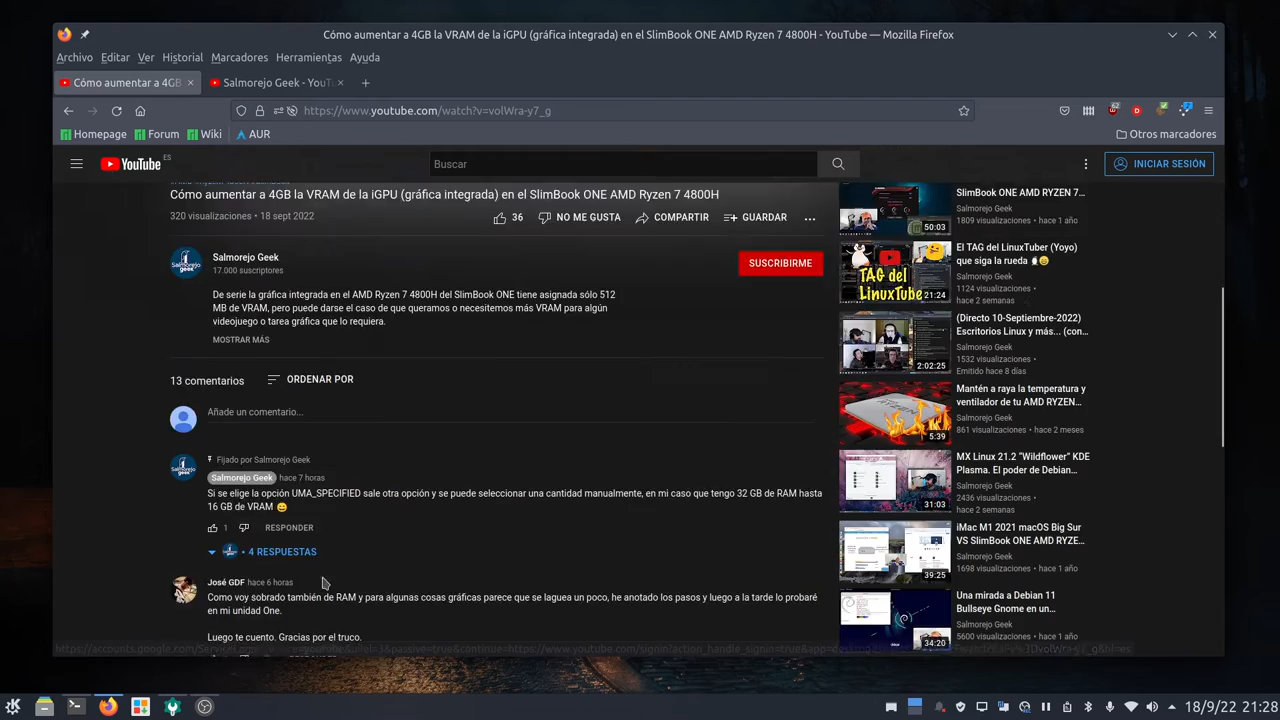 Cómo aumentar a 4GB la VRAM de la iGPU (gráfica integrada) en el SlimBook ONE AMD Ryzen 7 4800H - YouTube — Mozilla Firefox
Archivo Editar Ver Historial Marcadores Herramientas Ayuda
Cómo aumentar a 4GB
Salmorejo Geek - YouT
https://www.youtube.com/watch?v=volWra-y7_g
Homepage Forum Wiki AUR
Otros marcadores
YouTube ES
Buscar
INICIAR SESIÓN
Cómo aumentar a 4GB la VRAM de la iGPU (gráfica integrada) en el SlimBook ONE AMD Ryzen 7 4800H
320 visualizaciones • 18 sept 2022
36 NO ME GUSTA COMPARTIR GUARDAR ...
Salmorejo Geek
17.000 suscriptores
SUSCRIBIRME
De serie la gráfica integrada en el AMD Ryzen 7 4800H del SlimBookONE tiene asignada sólo 512
megas de VRAM, pero puede darse el caso de que queramos usar más VRAM para algún
videojuego o tarea gráfica que lo requiera.
MOSTRAR MÁS
13 comentarios ORDENAR POR
Añade un comentario...
Fijado por Salmorejo Geek
Salmorejo Geek hace 7 horas
Si se elige la opción UMA_SPECIFIED sale otra opción y se puede seleccionar una cantidad manualmente, en mi caso que tengo 32 GB de RAM hasta
16 GB de VRAM 😄
1 RESPONDER
• 4 RESPUESTAS
José GDF hace 6 horas
Como voy sobrado también de RAM y para algunas cosas gráficas parece que se laguea un pero, he anotado los pasos y luego a la tarde lo probaré
en mi unidad One.
Luego te cuento. Gracias por el truco.
SlimBook ONE AMD RYZEN 7...
Salmorejo Geek
1809 visualizaciones • hace 1 año
50:03
El TAG del LinuxTuber (Yoyo)
que siga la rueda
Salmorejo Geek
1124 visualizaciones •
hace 2 semanas
TAG del
LinuxTube
21:24
(Directo 10-Septiembre-2022)
Escritorios Linux y más... (con...
Salmorejo Geek
1532 visualizaciones •
Emitido hace 8 días
2:02:25
Mantén a raya la temperatura y
ventilador de tu AMD RYZEN...
Salmorejo Geek
861 visualizaciones • hace 2 meses
RYZEN
5:39
MX Linux 21.2 “Wildflower” KDE
Plasma. El poder de Debian...
Salmorejo Geek
2436 visualizaciones •
hace 2 semanas
31:03
iMac M1 2021 macOS Big Sur
VS SlimBook ONE AMD RYZE...
Salmorejo Geek
1698 visualizaciones • hace 1 año
39:25
Una mirada a Debian 11
Bullseye Gnome en un...
Salmorejo Geek
5600 visualizaciones • hace 1 año
34:20
18/9/22 21:28